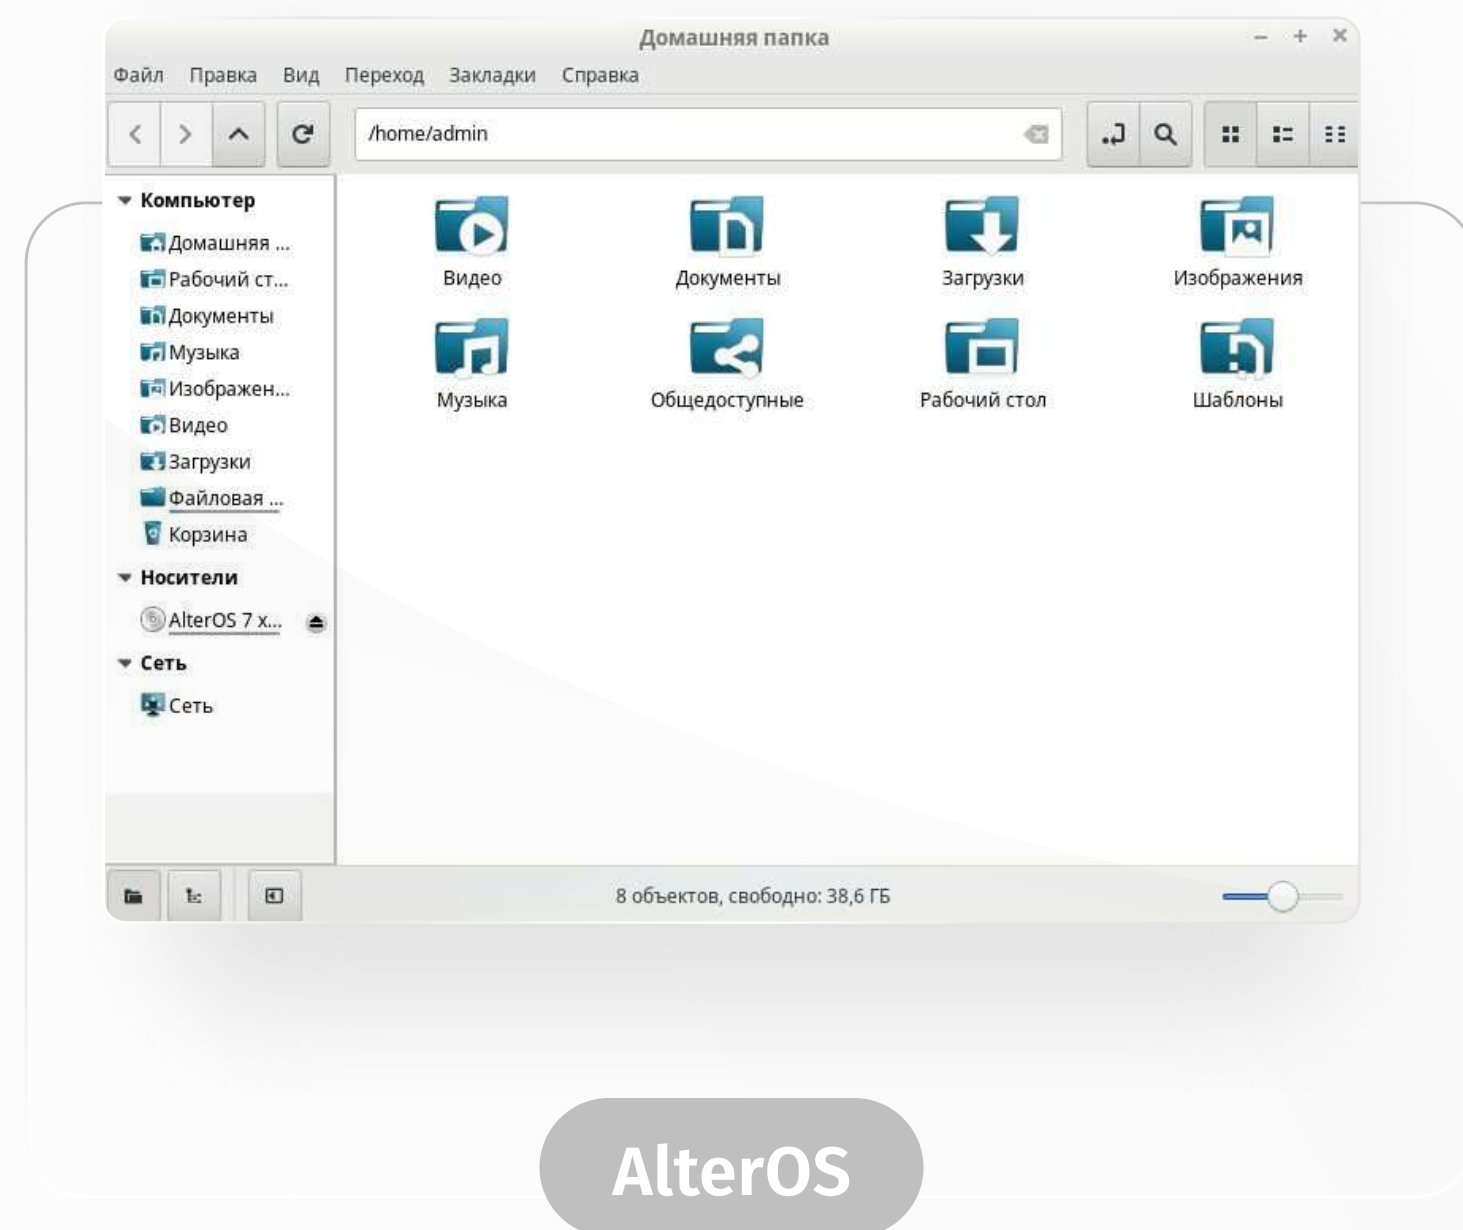 Домашняя папка
Файл Правка Вид Переход Закладки Справка
/home/admin
Компьютер
Домашняя ...
Рабочий ст...
Документы
Музыка
Изображен...
Видео
Загрузки
Файловая ...
Корзина
Носители
AlterOS 7 x...
Сеть
Сеть
Видео Документы Загрузки Изображения
Музыка Общедоступные Рабочий стол Шаблоны
8 объектов, свободно: 38,6 ГБ
AlterOS